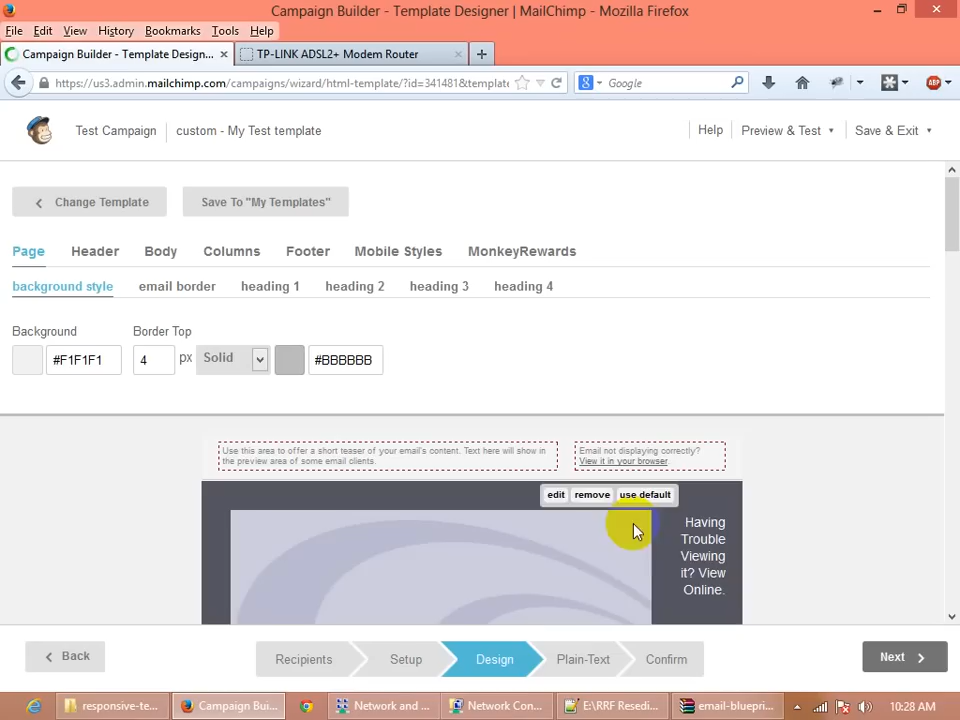 Campaign Builder - Template Designer | MailChimp - Mozilla Firefox
File Edit View History Bookmarks Tools Help
Campaign Builder - Template Design... × TP-LINK ADSL2+ Modem Router × +
https://us3.admin.mailchimp.com/campaigns/wizard/html-template/?id=341481&template Google
Test Campaign custom - My Test template Help Preview & Test Save & Exit
Change Template Save To "My Templates"
Page Header Body Columns Footer Mobile Styles MonkeyRewards
background style email border heading 1 heading 2 heading 3 heading 4
Background Border Top
#F1F1F1 4 px Solid #BBBBBB
Use this area to offer a short teaser of your email's content. Text here will show in
the preview area of some email clients.
Email not displaying correctly?
View it in your browser.
edit remove use default
Having
Trouble
Viewing
it? View
Online.
Back Recipients Setup Design Plain-Text Confirm Next
responsive-te... Campaign Bui... Network and ... Network Con... E:\RRF Resedi... email-bluepri... 10:28 AM